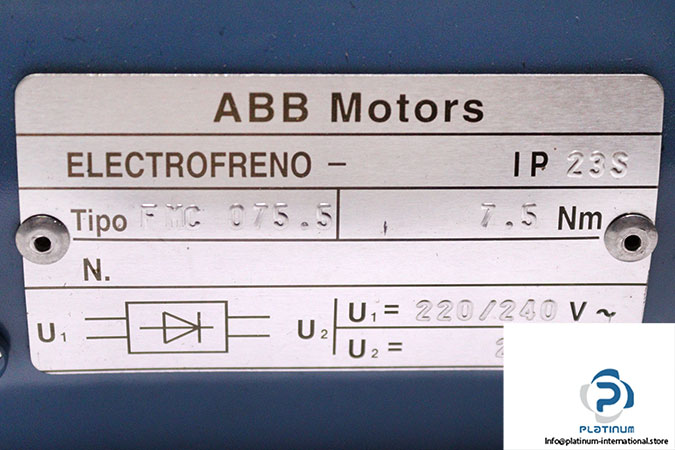 ABB Motors
ELECTROFRENO - IP 23S
Tipo FMC 075.5 7.5 Nm
N.
U1 U2 U1 = 220/240 V ~
U2 =
PLATINUM
Info@platinum-international.store